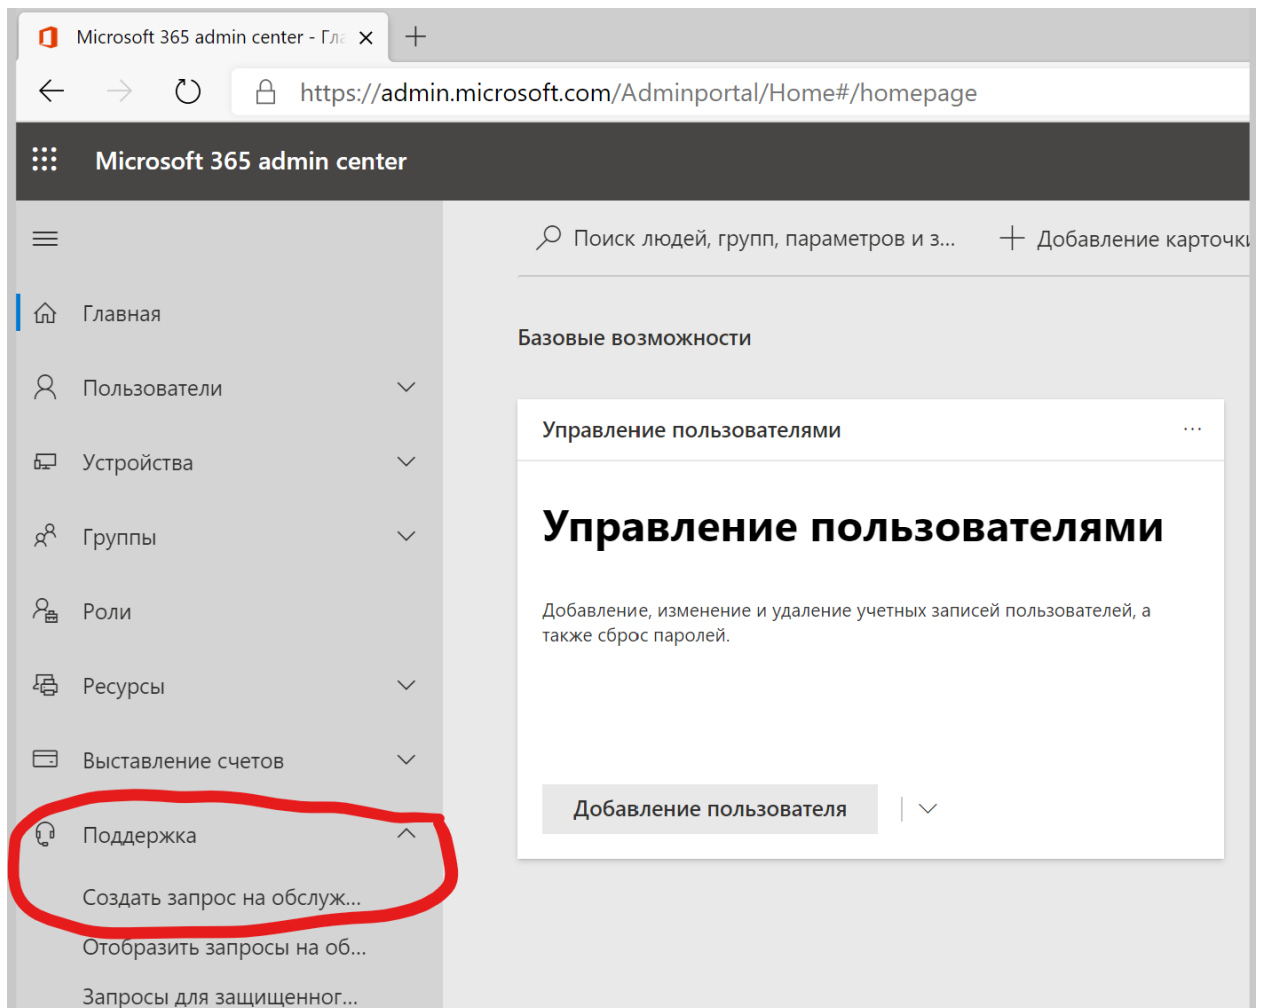 Microsoft 365 admin center - Гла
https://admin.microsoft.com/Adminportal/Home#/homepage
Microsoft 365 admin center
Поиск людей, групп, параметров и з...
Добавление карточки
Главная
Базовые возможности
Пользователи
Управление пользователями
Устройства
Управление пользователями
Группы
Роли
Добавление, изменение и удаление учетных записей пользователей, а
также сброс паролей.
Ресурсы
Выставление счетов
Добавление пользователя
Поддержка
Создать запрос на обслуж...
Отобразить запросы на об...
Запросы для защищенног...